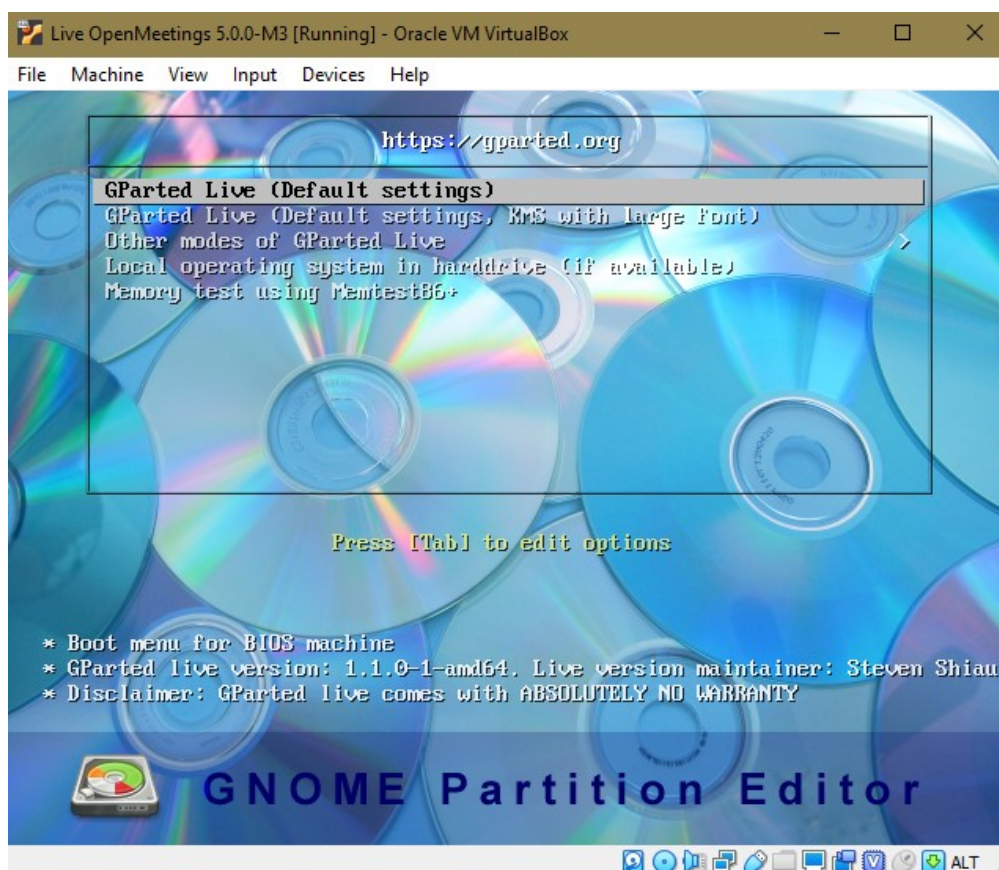 Live OpenMeetings 5.0.0-M3 [Running] - Oracle VM VirtualBox
File Machine View Input Devices Help
https://gparted.org
GParted Live (Default settings)
GParted Live (Default settings, KMS with large font)
Other modes of GParted Live >
Local operating system in harddrive (if available)
Memory test using Memtest86+
Press [Tab] to edit options
* Boot menu for BIOS machine
* GParted live version: 1.1.0-1-amd64. Live version maintainer: Steven Shiau
* Disclaimer: GParted live comes with ABSOLUTELY NO WARRANTY
GNOME Partition Editor
ALT